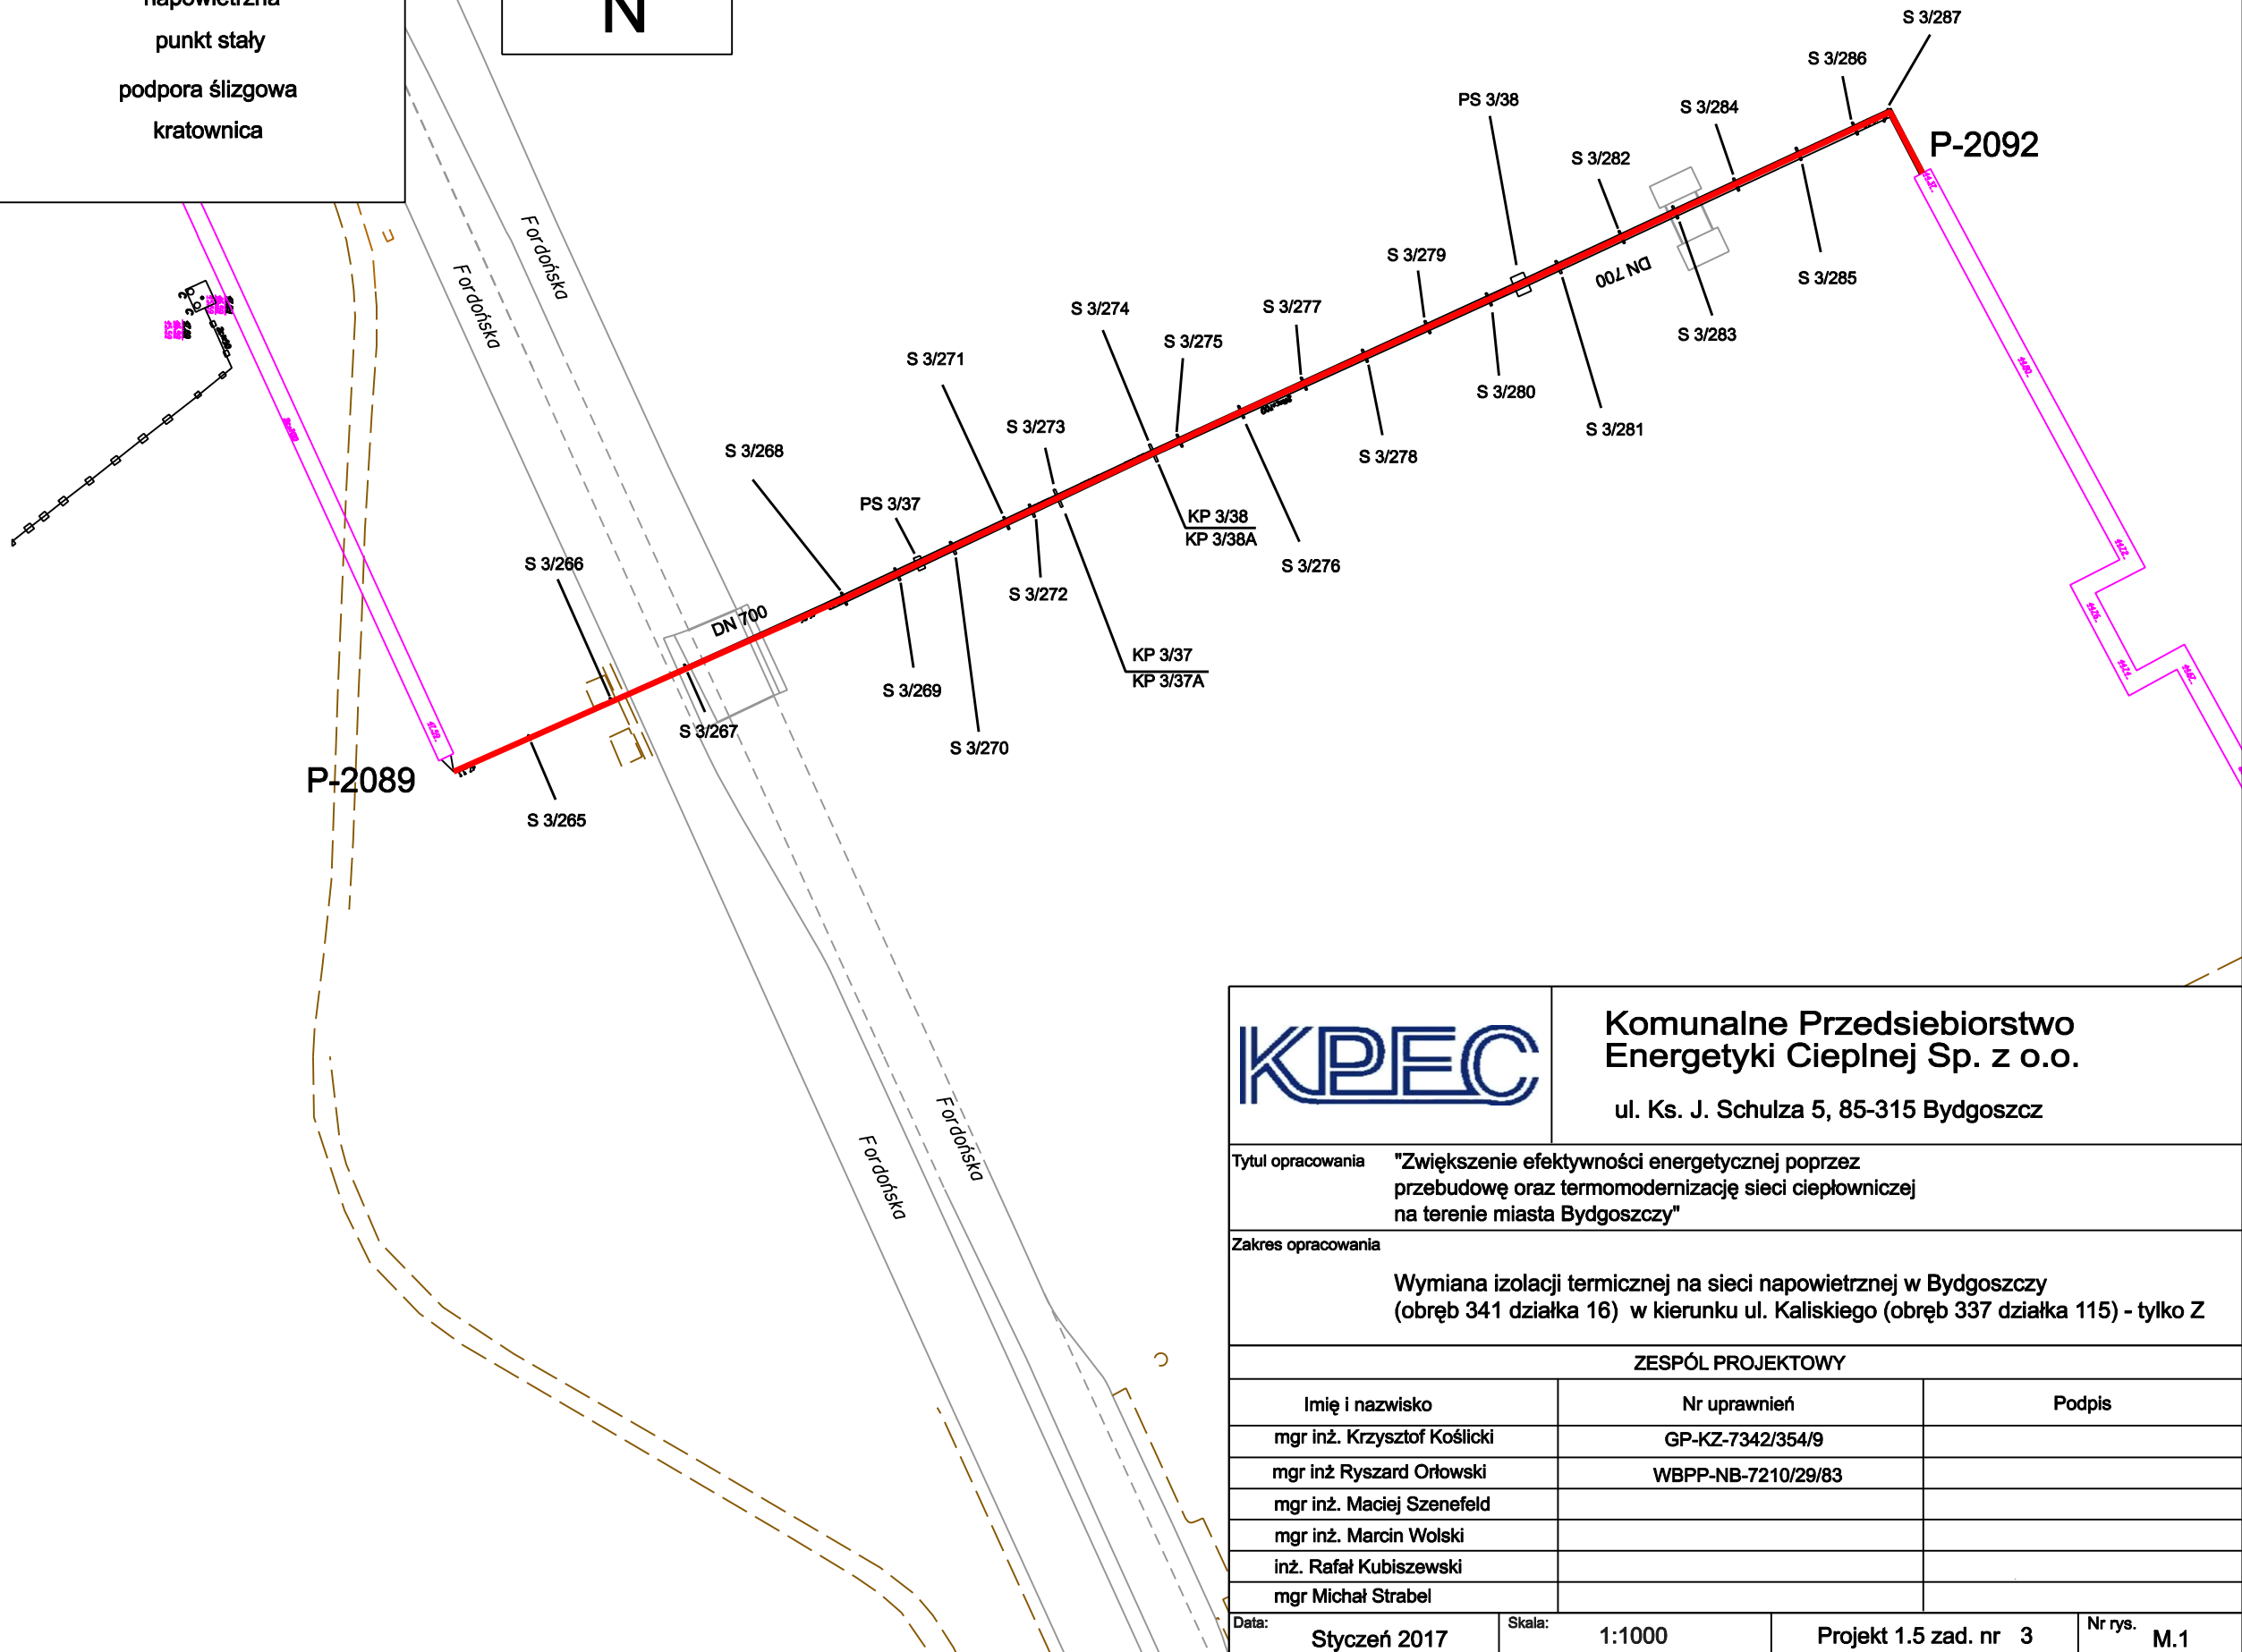 punkt stały
podpora ślizgowa
kratownica
N
S 3/287
S 3/286
PS 3/38
S 3/284
P-2092
S 3/282
Fordońska
Fordońska
S 3/279
DN 700
S 3/285
S 3/274
S 3/277
S 3/283
S 3/275
S 3/271
S 3/280
S 3/273
S 3/281
S 3/268
S 3/278
PS 3/37
KP 3/38
KP 3/38A
S 3/266
S 3/276
S 3/272
DN 700
KP 3/37
KP 3/37A
S 3/269
S 3/267
S 3/270
P-2089
S 3/265
Fordońska
Fordońska
KPEC
Komunalne Przedsiebiorstwo
Energetyki Cieplnej Sp. z o.o.
ul. Ks. J. Schulza 5, 85-315 Bydgoszcz
Tytul opracowania
"Zwiększenie efektywności energetycznej poprzez
przebudowę oraz termomodernizację sieci ciepłowniczej
na terenie miasta Bydgoszczy"
Zakres opracowania
Wymiana izolacji termicznej na sieci napowietrznej w Bydgoszczy
(obręb 341 działka 16) w kierunku ul. Kaliskiego (obręb 337 działka 115) - tylko Z
ZESPÓL PROJEKTOWY
Imię i nazwisko Nr uprawnień Podpis
mgr inż. Krzysztof Koślicki GP-KZ-7342/354/9
mgr inż Ryszard Orłowski WBPP-NB-7210/29/83
mgr inż. Maciej Szenefeld
mgr inż. Marcin Wolski
inż. Rafał Kubiszewski
mgr Michał Strabel
Data: Styczeń 2017 Skala: 1:1000 Projekt 1.5 zad. nr 3 Nr rys. M.1